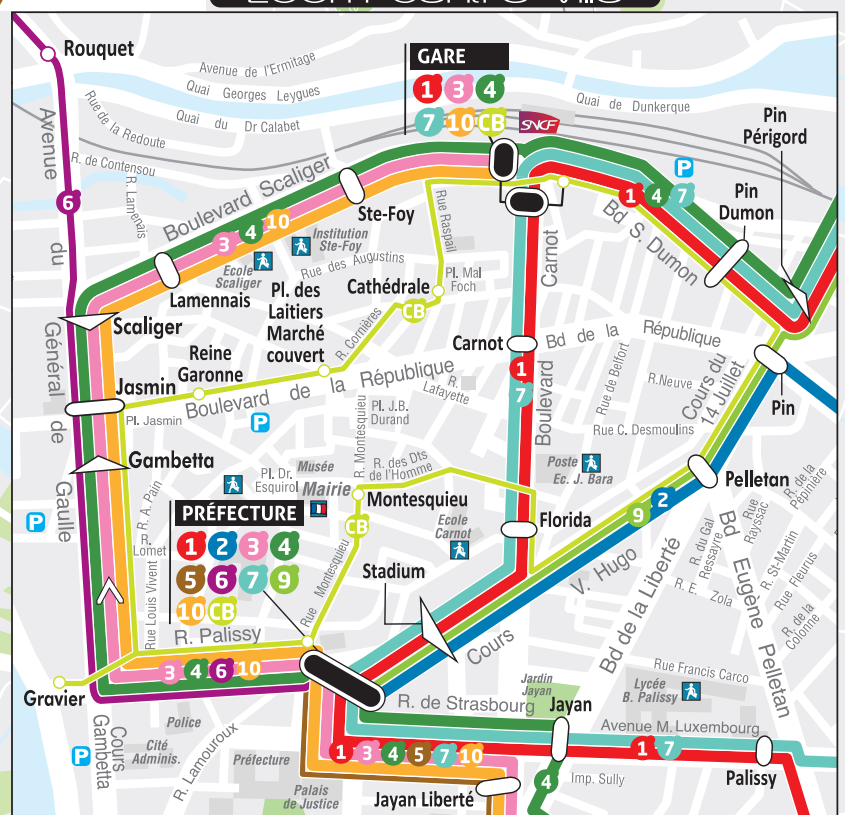 Rouquet
Avenue de l'Ermitage
Quai Georges Leygues
Quai du Dr Calabet
Quai de Dunkerque
GARE
1 3 4
7 10 CB
SNCF
Pin
Périgord
Rue de la Redoute
R. de Contensou
R. Lamenais
Avenue du Général de Gaulle
6
Boulevard Scaliger
3 4 10
Ste-Foy
Institution
Ste-Foy
Ecole
Scaliger
Rue des Augustins
Rue Raspail
P
1 4 7
Bd S. Dumon
Pin
Dumon
Lamennais
Scaliger
Pl. des
Laitiers
Marché
couvert
Cathédrale
Pl. Mal
Foch
CB
R. Cornières
Carnot
Boulevard Carnot
Bd de la République
1
7
Reine
Garonne
Jasmin
Pl. Jasmin
Boulevard de la République
R.
Lafayette
Rue de Belfort
R.Neuve
Cours du
14 Juillet
Pin
Rue C. Desmoulins
P
R. Montesquieu
Pl. J.B.
Durand
Gambetta
Musée
Mairie
Pl. Dr.
Esquirol
R. des Dts
de l'Homme
Montesquieu
Poste
Ec. J. Bara
Pelletan
R. de la
Pépinière
P
R. A. Pain
R.
Lomet
PRÉFECTURE
1 2 3 4
5 6 7 9
10 CB
CB
Ecole
Carnot
Florida
9 2
Rue
Rayssac
R. du Gal
Ressayre
R. St-Martin
Rue Fleurus
R. E. Zola
R. de la
Colonne
Bd Eugène Pelletan
Bd de la Liberté
Stadium
Cours V. Hugo
Rue Louis Vivent
Rue Montesquieu
R. Palissy
3 4 6 10
Gravier
Cours
Gambetta
Rue Francis Carco
Lycée
B. Palissy
Jardin
Jayan
R. de Strasbourg
Jayan
Avenue M. Luxembourg
Police
Cité
Adminis.
P
R. Lamouroux
Préfecture
Palais
de Justice
1 3 4 5 7 10
1 7
Palissy
Imp. Sully
4
Jayan Liberté